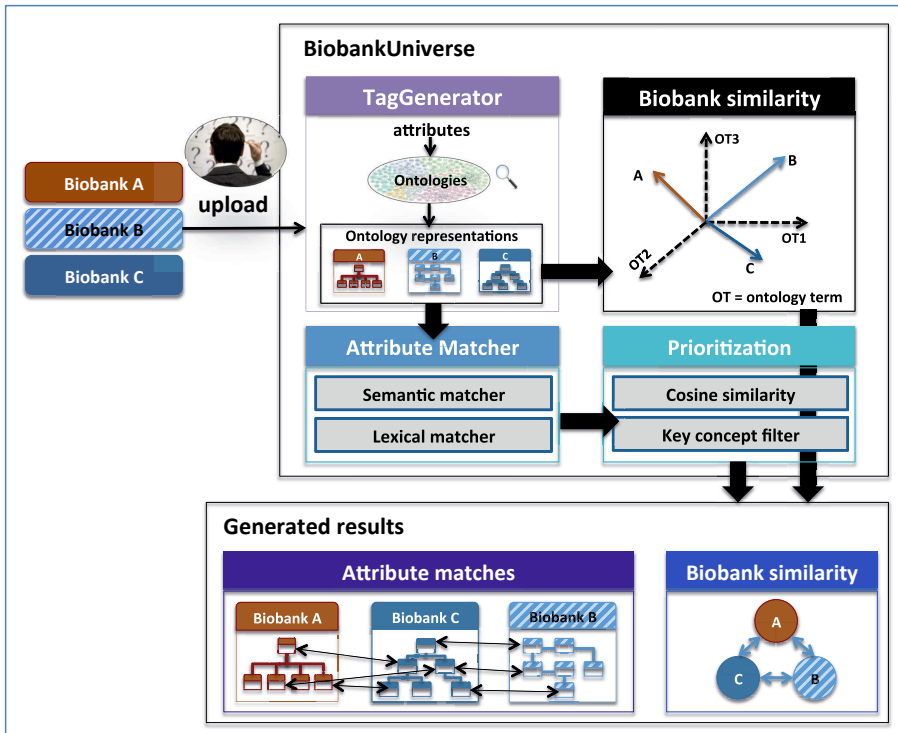 BiobankUniverse
TagGenerator
attributes
Ontologies
Ontology representations
A
B
C
Biobank similarity
OT3
B
A
OT1
OT2
C
OT = ontology term
Biobank A
Biobank B
Biobank C
upload
Attribute Matcher
Semantic matcher
Lexical matcher
Prioritization
Cosine similarity
Key concept filter
Generated results
Attribute matches
Biobank A
Biobank C
Biobank B
Biobank similarity
A
C
B